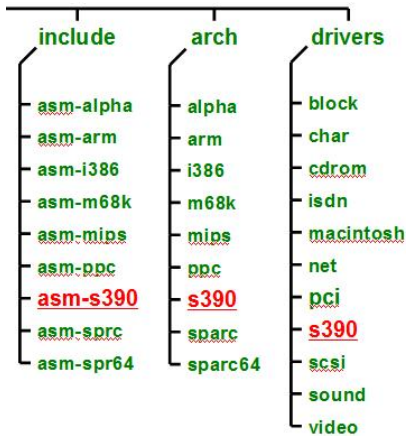 include
asm-alpha
asm-arm
asm-i386
asm-m68k
asm-mips
asm-ppc
asm-s390
asm-sprc
asm-spr64
arch
alpha
arm
i386
m68k
mips
ppc
s390
sparc
sparc64
drivers
block
char
cdrom
isdn
macintosh
net
pci
s390
scsi
sound
video